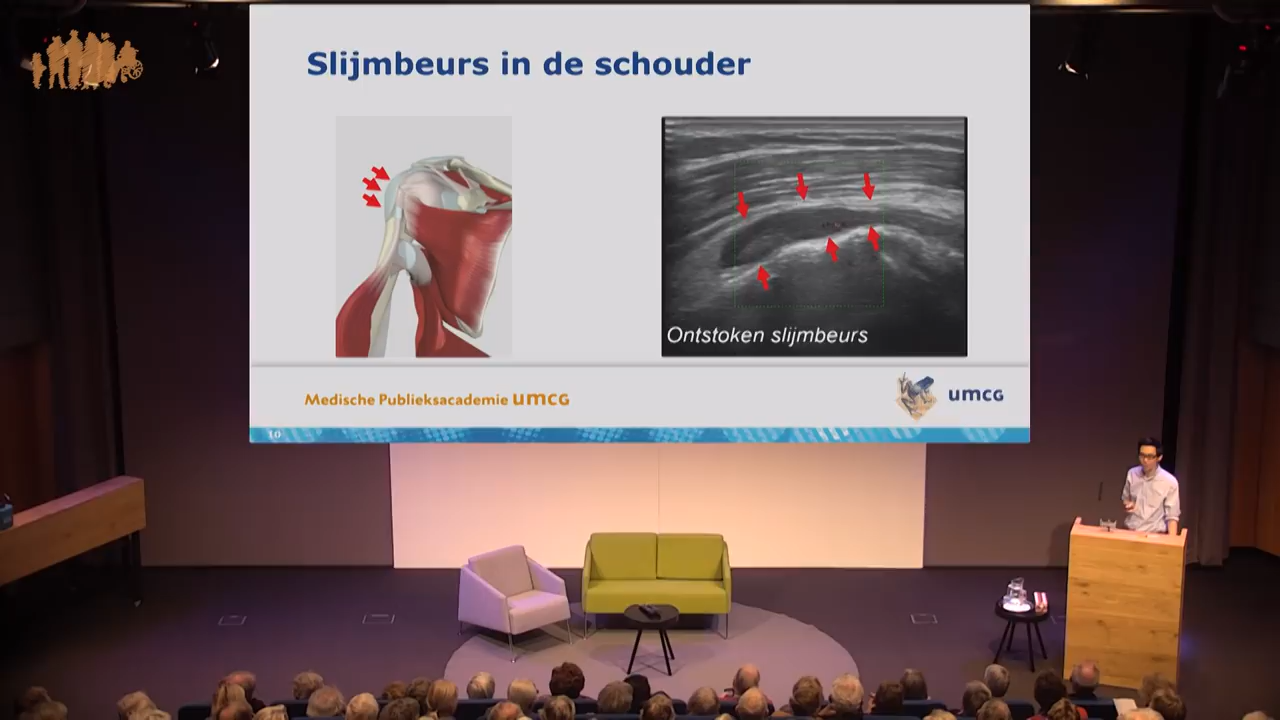 Slijmbeurs in de schouder
Ontstoken slijmbeurs
Medische Publieksacademie umcg
umcg
10